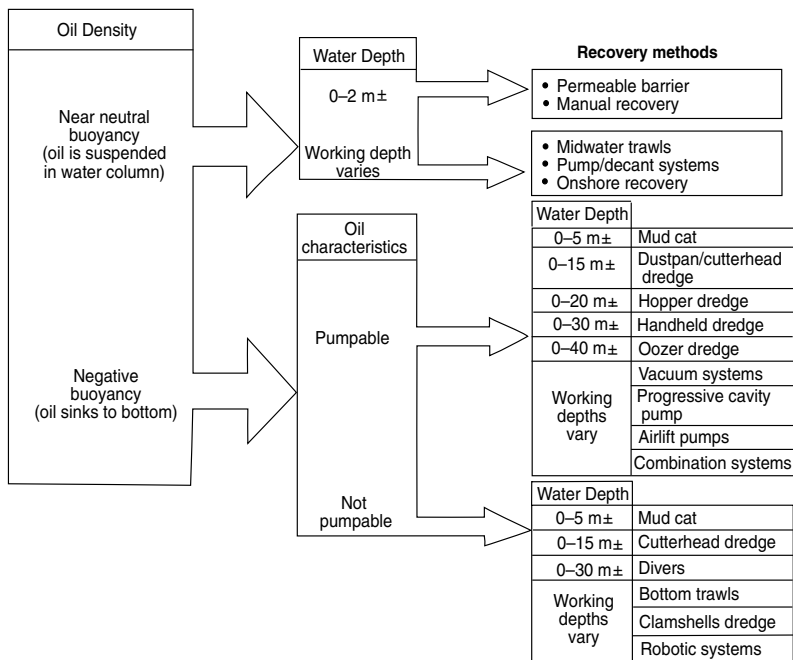 Oil Density
Near neutral
buoyancy
(oil is suspended
in water column)
Negative
buoyancy
(oil sinks to bottom)
Water Depth
0–2 m±
Working depth
varies
Recovery methods
• Permeable barrier
• Manual recovery
• Midwater trawls
• Pump/decant systems
• Onshore recovery
Oil
characteristics
Pumpable
Not
pumpable
Water Depth
0–5 m± Mud cat
0–15 m± Dustpan/cutterhead
dredge
0–20 m± Hopper dredge
0–30 m± Handheld dredge
0–40 m± Oozer dredge
Working
depths
vary
Vacuum systems
Progressive cavity
pump
Airlift pumps
Combination systems
Water Depth
0–5 m± Mud cat
0–15 m± Cutterhead dredge
0–30 m± Divers
Working
depths
vary
Bottom trawls
Clamshells dredge
Robotic systems